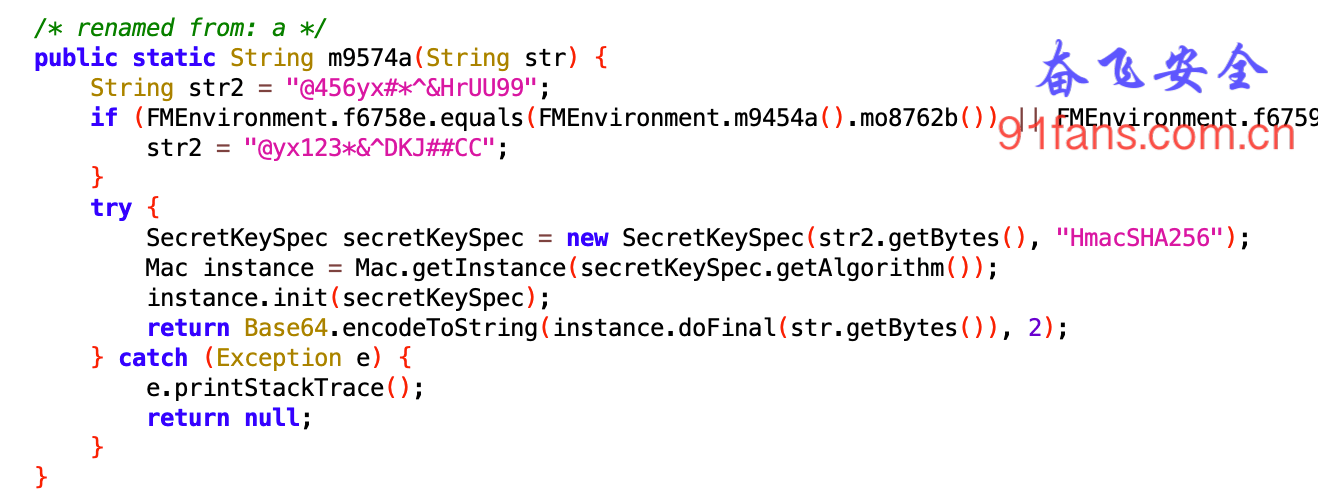 /* renamed from: a */
public static String m9574a(String str) {
    String str2 = "@456yx#*^&HrUU99";
    if (FMEnvironment.f6758e.equals(FMEnvironment.m9454a().mo8762b()) || FMEnvironment.f6759
        str2 = "@yx123*&^DKJ##CC";
    }
    try {
        SecretKeySpec secretKeySpec = new SecretKeySpec(str2.getBytes(), "HmacSHA256");
        Mac instance = Mac.getInstance(secretKeySpec.getAlgorithm());
        instance.init(secretKeySpec);
        return Base64.encodeToString(instance.doFinal(str.getBytes()), 2);
    } catch (Exception e) {
        e.printStackTrace();
        return null;
    }
}
奋飞安全
91fans.com.cn